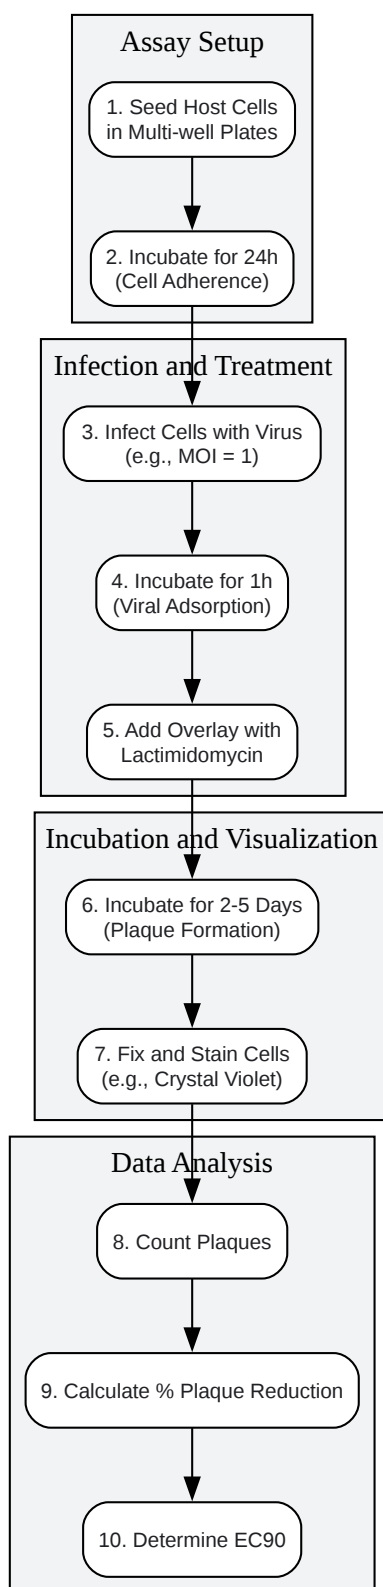 Assay Setup
1. Seed Host Cells
in Multi-well Plates
2. Incubate for 24h
(Cell Adherence)
Infection and Treatment
3. Infect Cells with Virus
(e.g., MOI = 1)
4. Incubate for 1h
(Viral Adsorption)
5. Add Overlay with
Lactimidomycin
Incubation and Visualization
6. Incubate for 2-5 Days
(Plaque Formation)
7. Fix and Stain Cells
(e.g., Crystal Violet)
Data Analysis
8. Count Plaques
9. Calculate % Plaque Reduction
10. Determine EC90